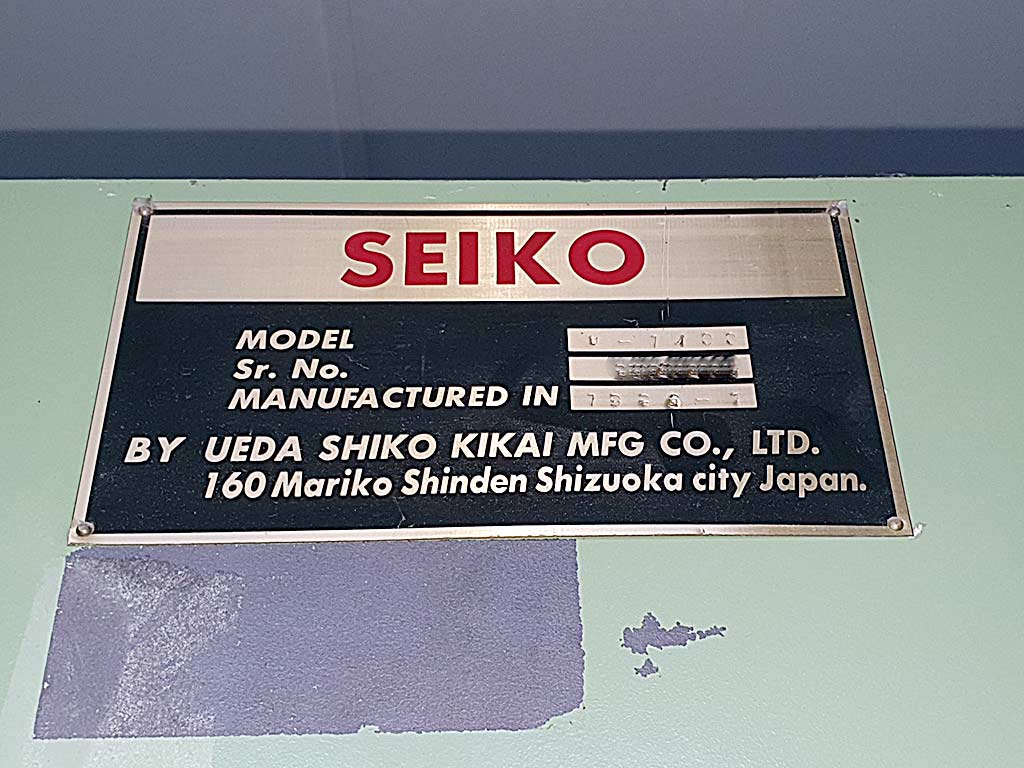 SEIKO
MODEL U-1400
Sr. No.
MANUFACTURED IN
BY UEDA SHIKO KIKAI MFG CO., LTD.
160 Mariko Shinden Shizuoka city Japan.